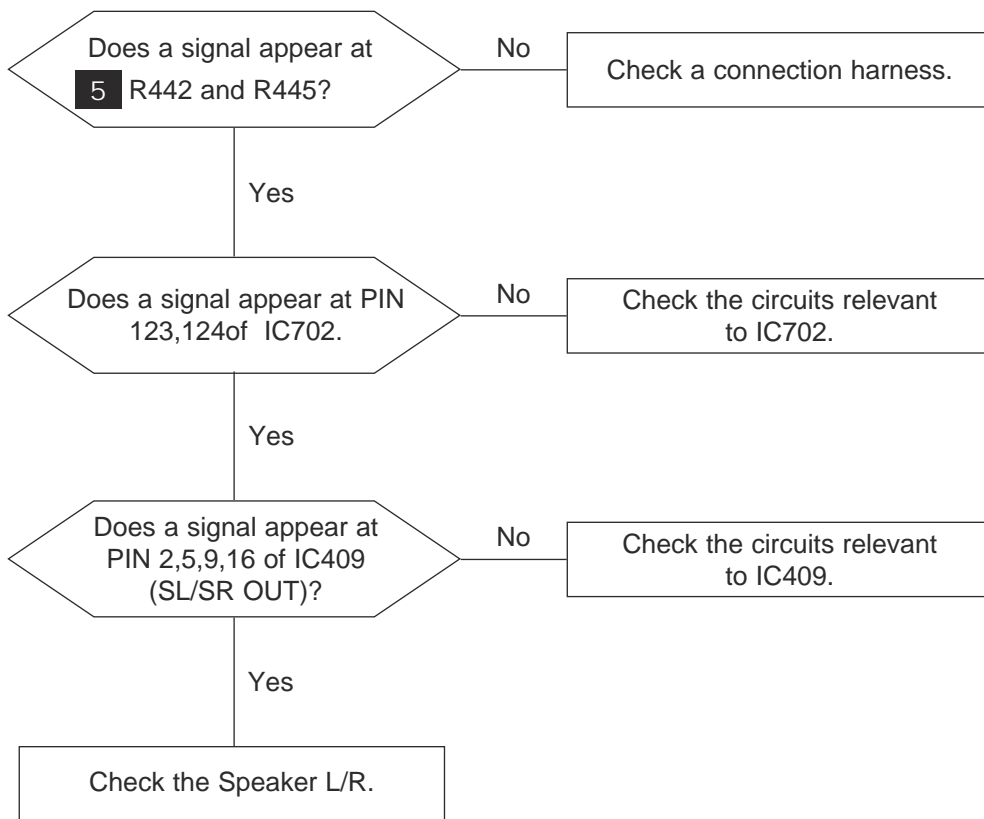 Does a signal appear at
5 R442 and R445?
No
Check a connection harness.
Yes
Does a signal appear at PIN
123,124of IC702.
No
Check the circuits relevant
to IC702.
Yes
Does a signal appear at
PIN 2,5,9,16 of IC409
(SL/SR OUT)?
No
Check the circuits relevant
to IC409.
Yes
Check the Speaker L/R.